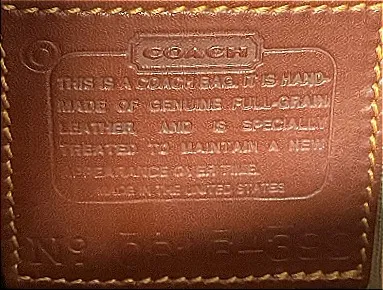 COACH
THIS IS A COACH BAG. IT IS HAND-
MADE OF GENUINE FULL-GRAIN
LEATHER AND IS SPECIALLY
TREATED TO MAINTAIN A NEW
APPEARANCE OVER TIME.
MADE IN THE UNITED STATES
Nº